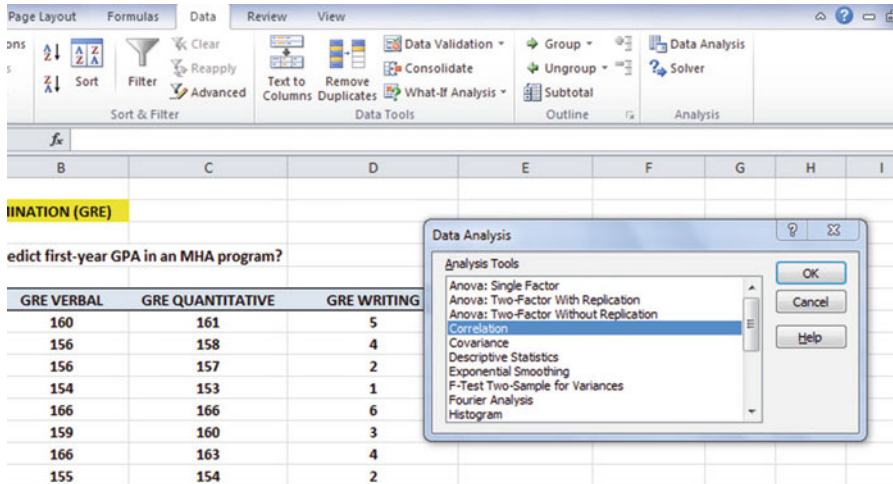 Page Layout Formulas Data Review View
ons Clear Data Validation Group Data Analysis
Reapply Consolidate Ungroup Solver
Sort Filter Advanced Text to Columns Remove Duplicates What-If Analysis Subtotal
Sort & Filter Data Tools Outline Analysis
fx
B C D E F G H I
IINATION (GRE)
edict first-year GPA in an MHA program?
GRE VERBAL GRE QUANTITATIVE GRE WRITING
160 161 5
156 158 4
156 157 2
154 153 1
166 166 6
159 160 3
166 163 4
155 154 2
Data Analysis
Analysis Tools
Anova: Single Factor
Anova: Two-Factor With Replication
Anova: Two-Factor Without Replication
Correlation
Covariance
Descriptive Statistics
Exponential Smoothing
F-Test Two-Sample for Variances
Fourier Analysis
Histogram
OK
Cancel
Help